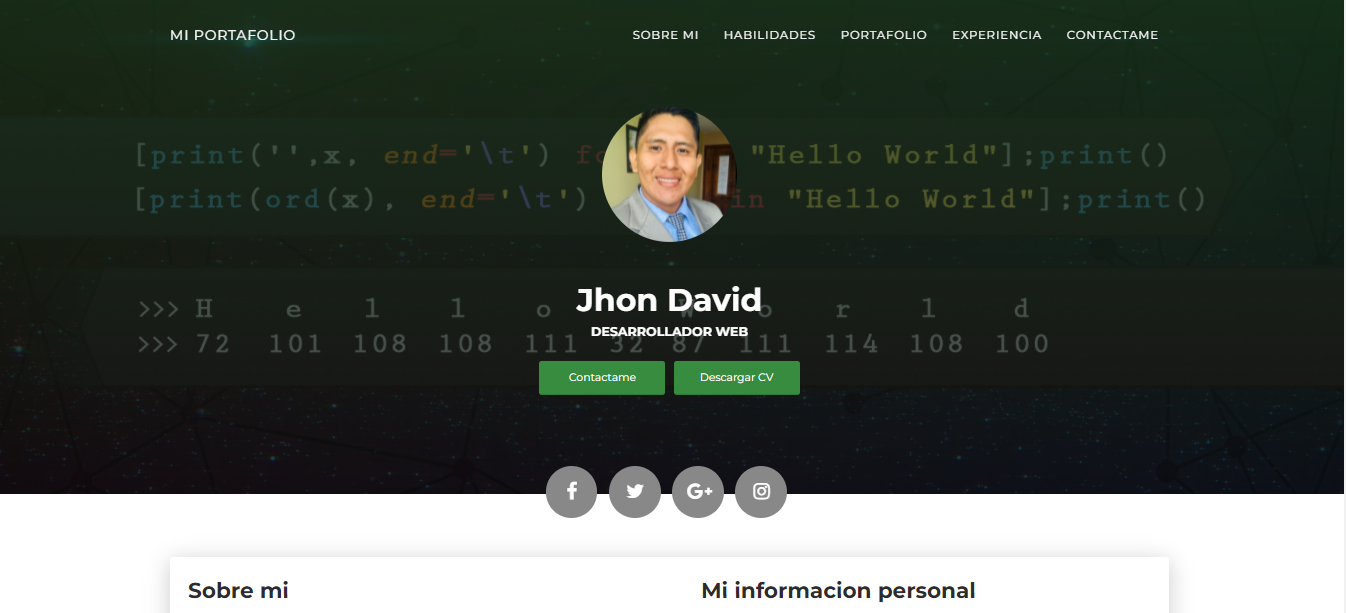 MI PORTAFOLIO
SOBRE MI HABILIDADES PORTAFOLIO EXPERIENCIA CONTACTAME
[print('',x, end='\t') fo "Hello World"];print()
[print(ord(x), end='\t') in "Hello World"];print()
>>> H e l l o W o r l d
>>> 72 101 108 108 111 32 87 111 114 108 100
Jhon David
DESARROLLADOR WEB
Contactame Descargar CV
G+
Sobre mi
Mi informacion personal